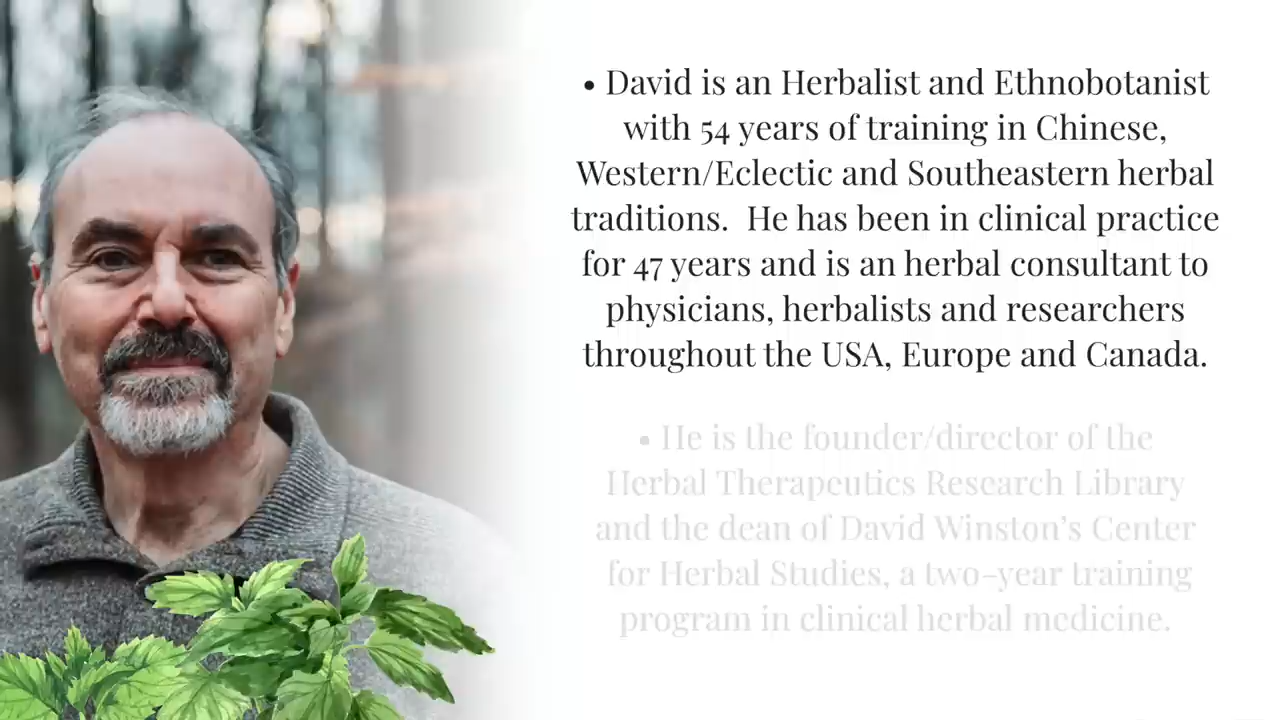 • David is an Herbalist and Ethnobotanist
with 54 years of training in Chinese,
Western/Eclectic and Southeastern herbal
traditions.  He has been in clinical practice
for 47 years and is an herbal consultant to
physicians, herbalists and researchers
throughout the USA, Europe and Canada.
• He is the founder/director of the
Herbal Therapeutics Research Library
and the dean of David Winston's Center
for Herbal Studies, a two-year training
program in clinical herbal medicine.